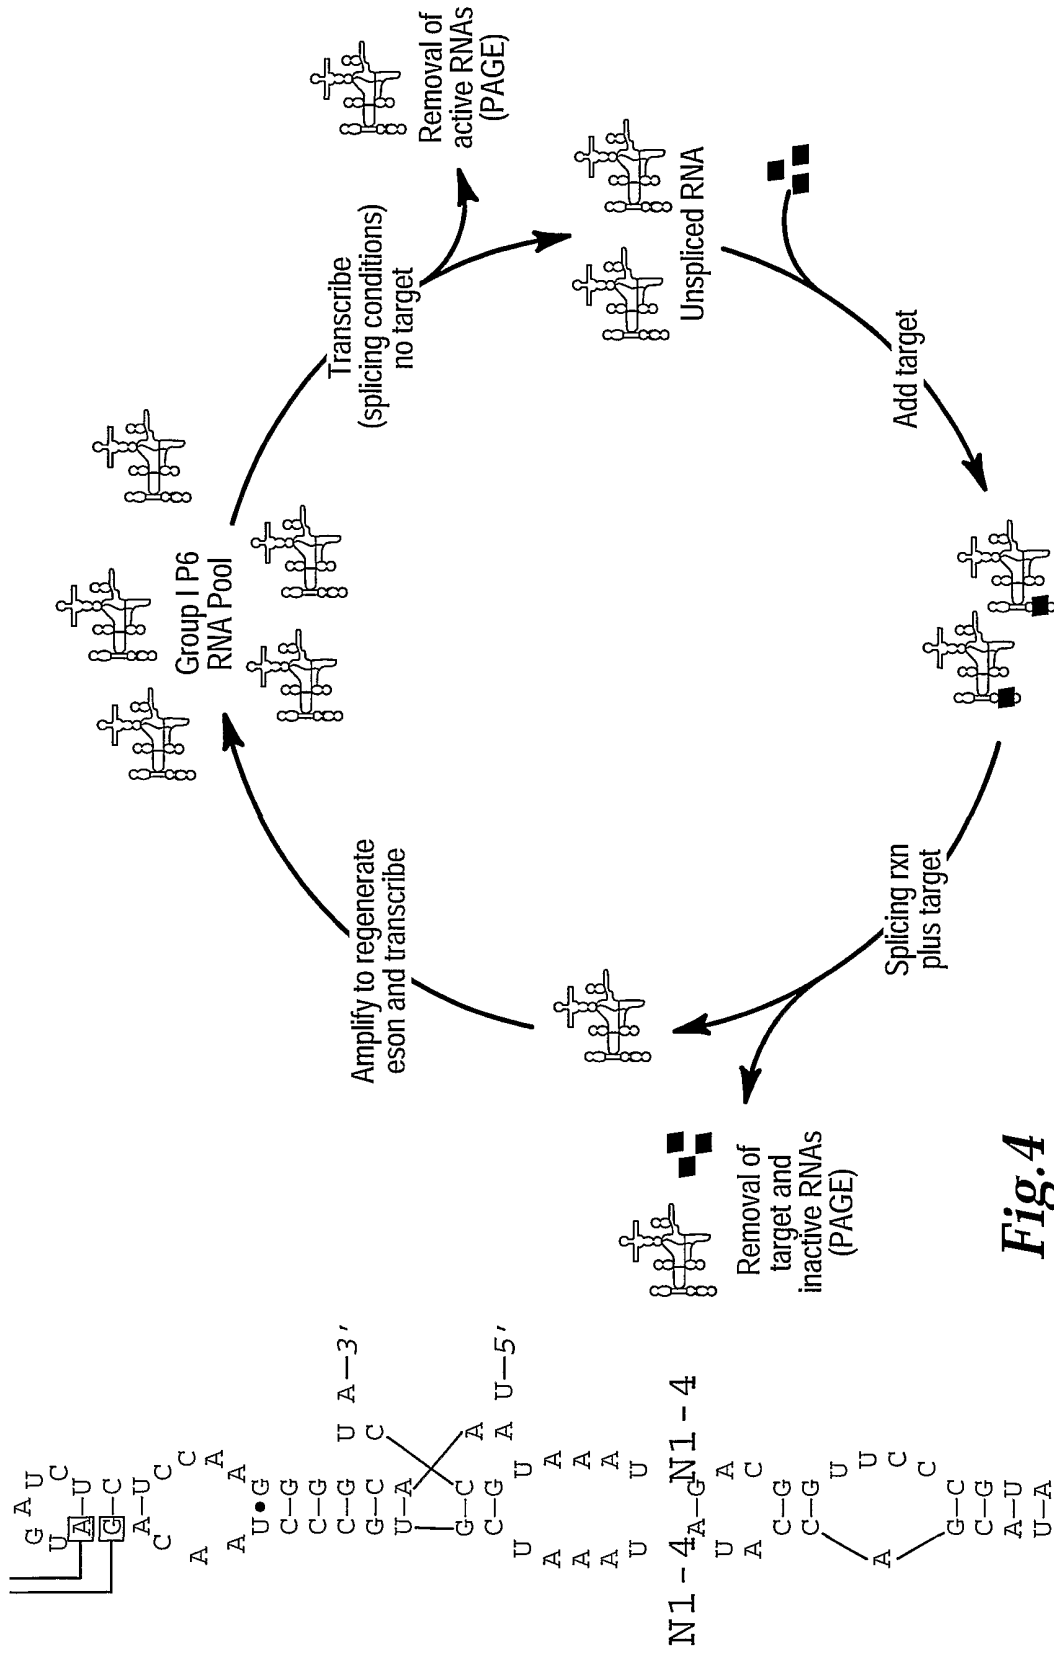 A
G U
U C
A-U
G-C
A-U
C C
C
A
A
A A
U•G
C-G
C-G
C-G U A-3'
G-C C
U-A
G-C A
C-G A U-5'
U U
A A
A A
A A
U U
N1-4 N1-4
A-G
U A
A C
C-G
C-G
U
U
A
C
C
G-C
C-G
A-U
U-A
Group I P6
RNA Pool
Transcribe
(splicing conditions)
no target
Removal of
active RNAs
(PAGE)
Unspliced RNA
Add target
Splicing rxn
plus target
Removal of
target and
inactive RNAs
(PAGE)
Amplify to regenerate
eson and transcribe
Fig.4